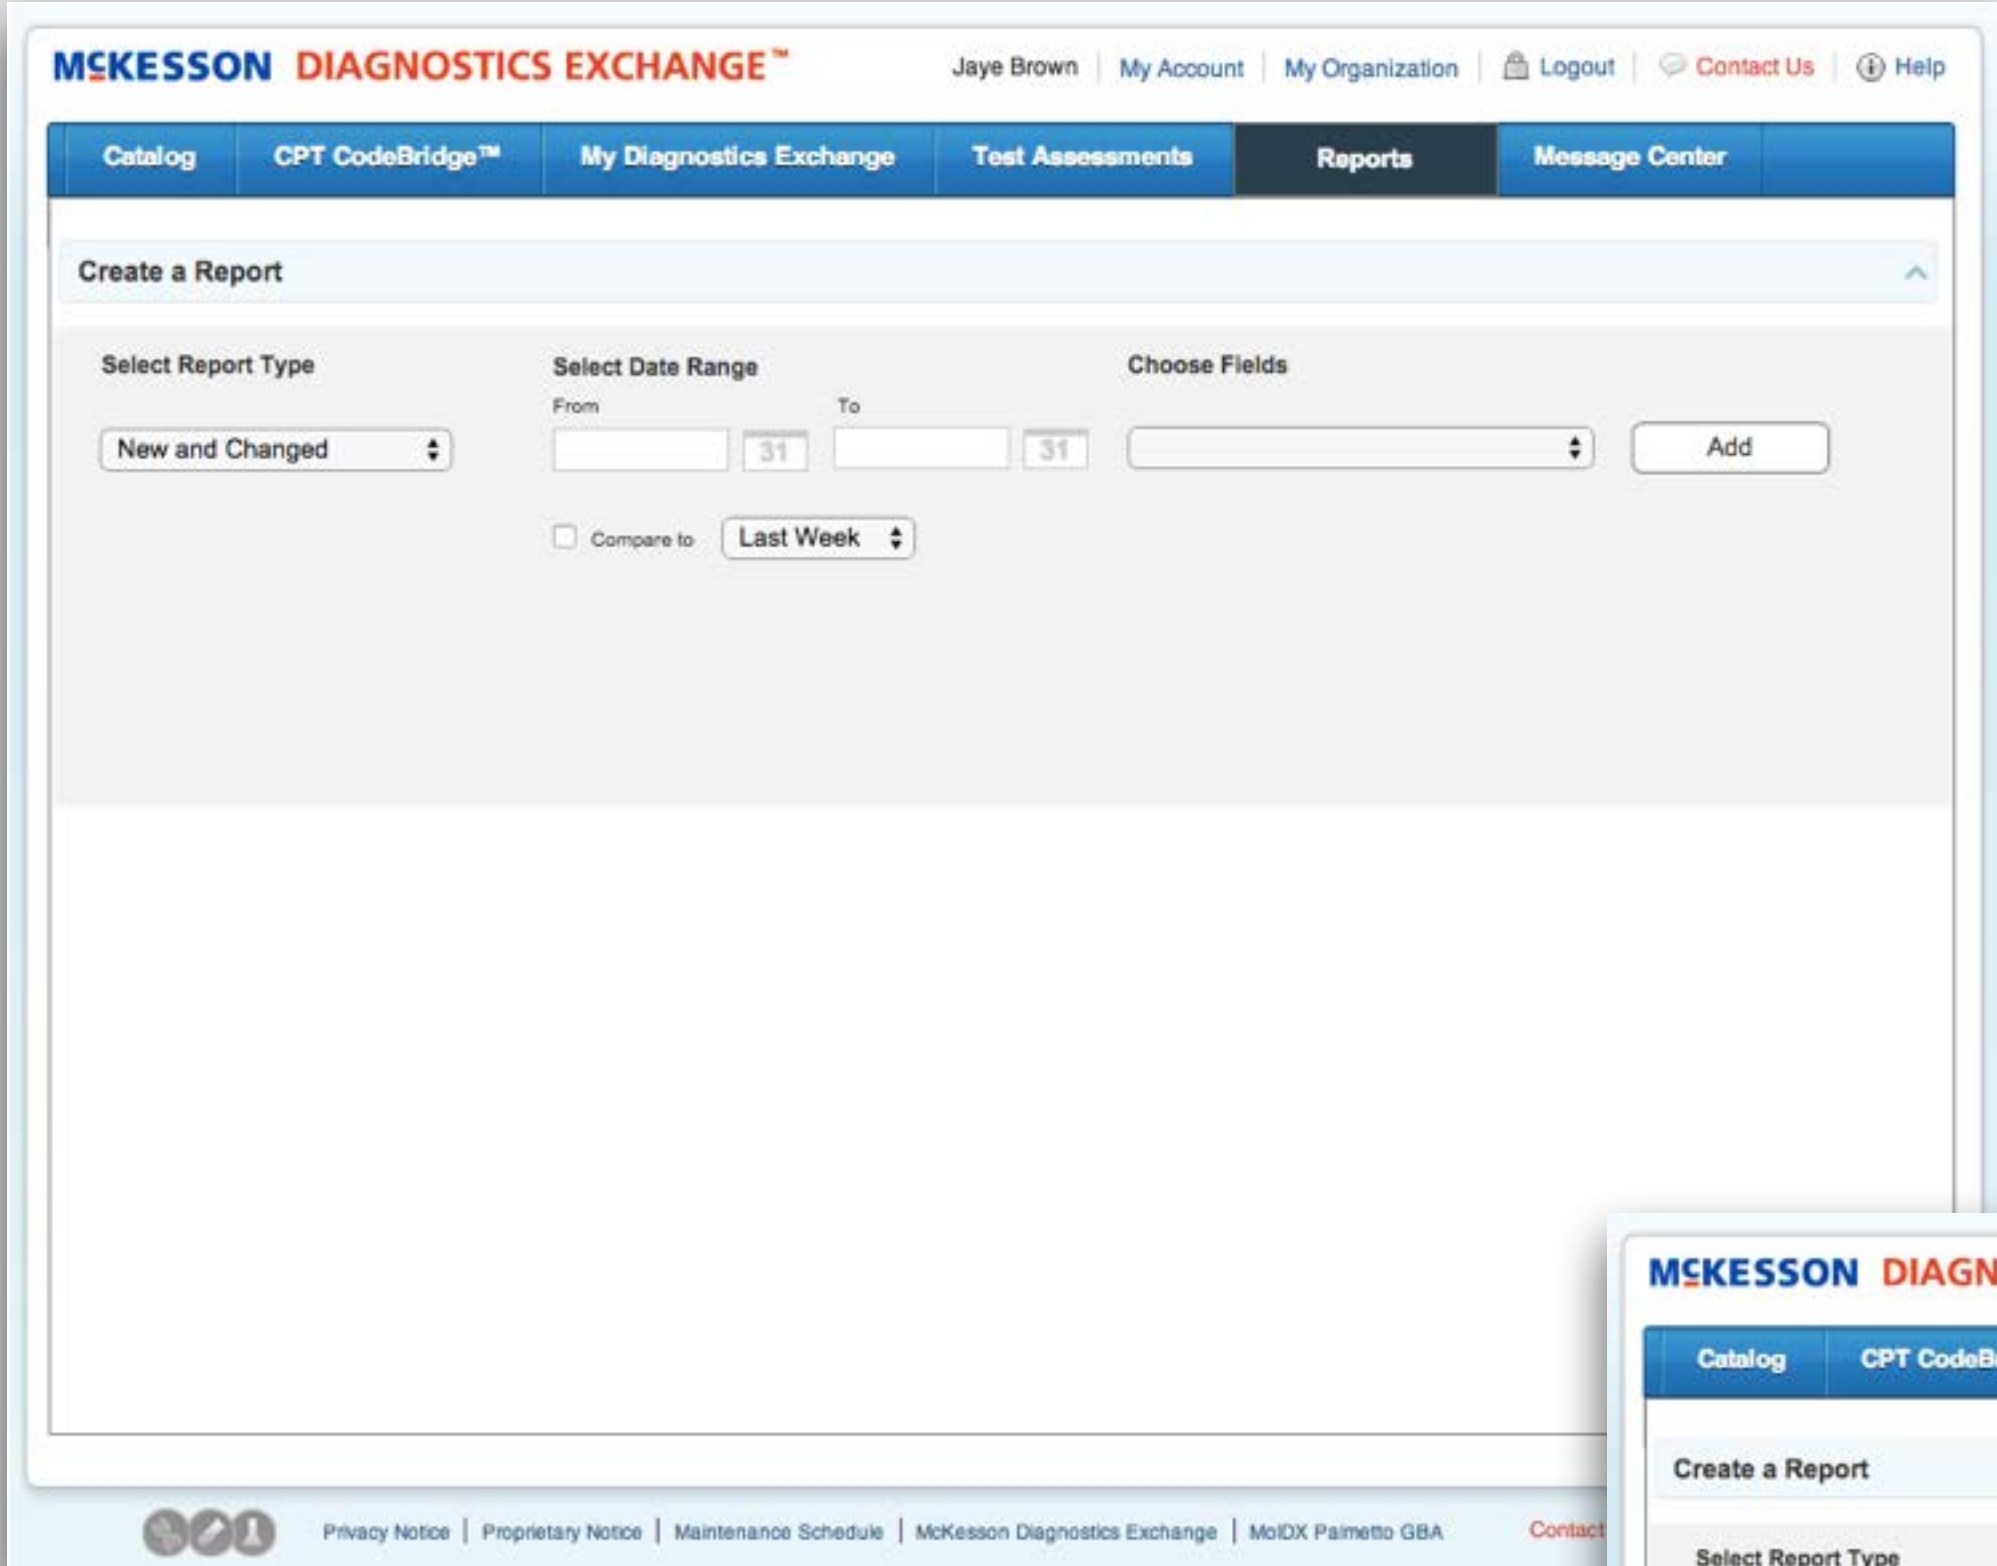 MCKESSON DIAGNOSTICS EXCHANGE™ Jaye Brown My Account My Organization Logout Contact Us Help
Catalog CPT CodeBridge™ My Diagnostics Exchange Test Assessments Reports Message Center
Create a Report
Select Report Type Select Date Range Choose Fields
From To
New and Changed 31 31 Add
Compare to Last Week
Privacy Notice | Proprietary Notice | Maintenance Schedule | McKesson Diagnostics Exchange | MolDX Palmetto GBA Contact
MCKESSON DIAGN
Catalog CPT CodeB
Create a Report
Select Report Type